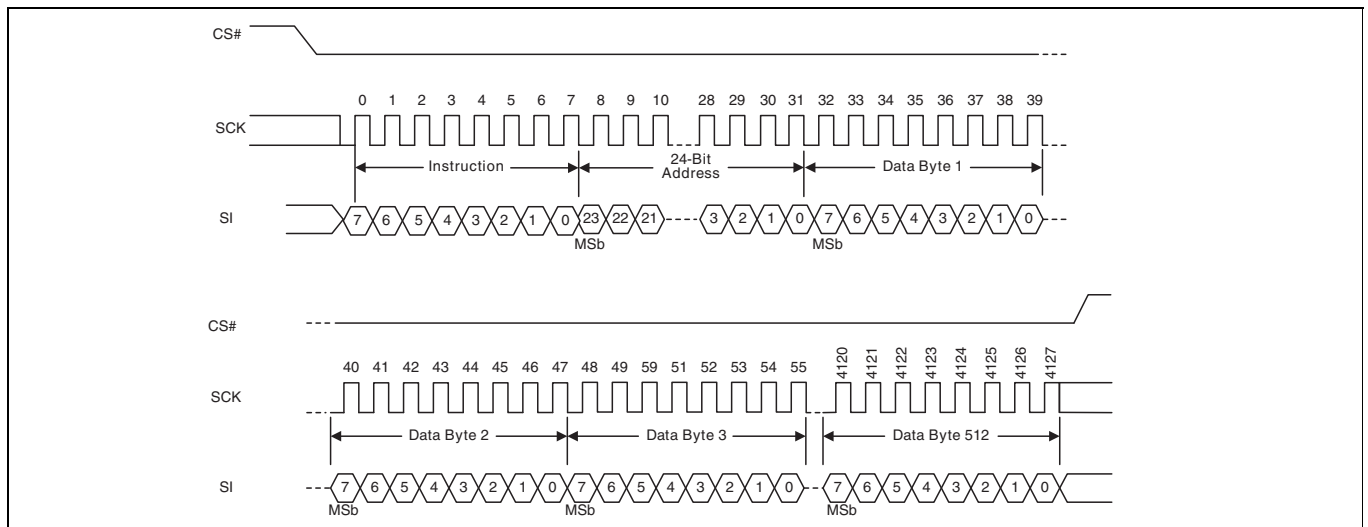 CS#
0 1 2 3 4 5 6 7 8 9 10 28 29 30 31 32 33 34 35 36 37 38 39
SCK
Instruction
24-Bit
Address
Data Byte 1
SI
7 6 5 4 3 2 1 0 23 22 21 3 2 1 0 7 6 5 4 3 2 1 0
MSb MSb
CS#
40 41 42 43 44 45 46 47 48 49 59 51 52 53 54 55 4120 4121 4122 4123 4124 4125 4126 4127
SCK
Data Byte 2 Data Byte 3 Data Byte 512
SI
7 6 5 4 3 2 1 0 7 6 5 4 3 2 1 0 7 6 5 4 3 2 1 0
MSb MSb MSb